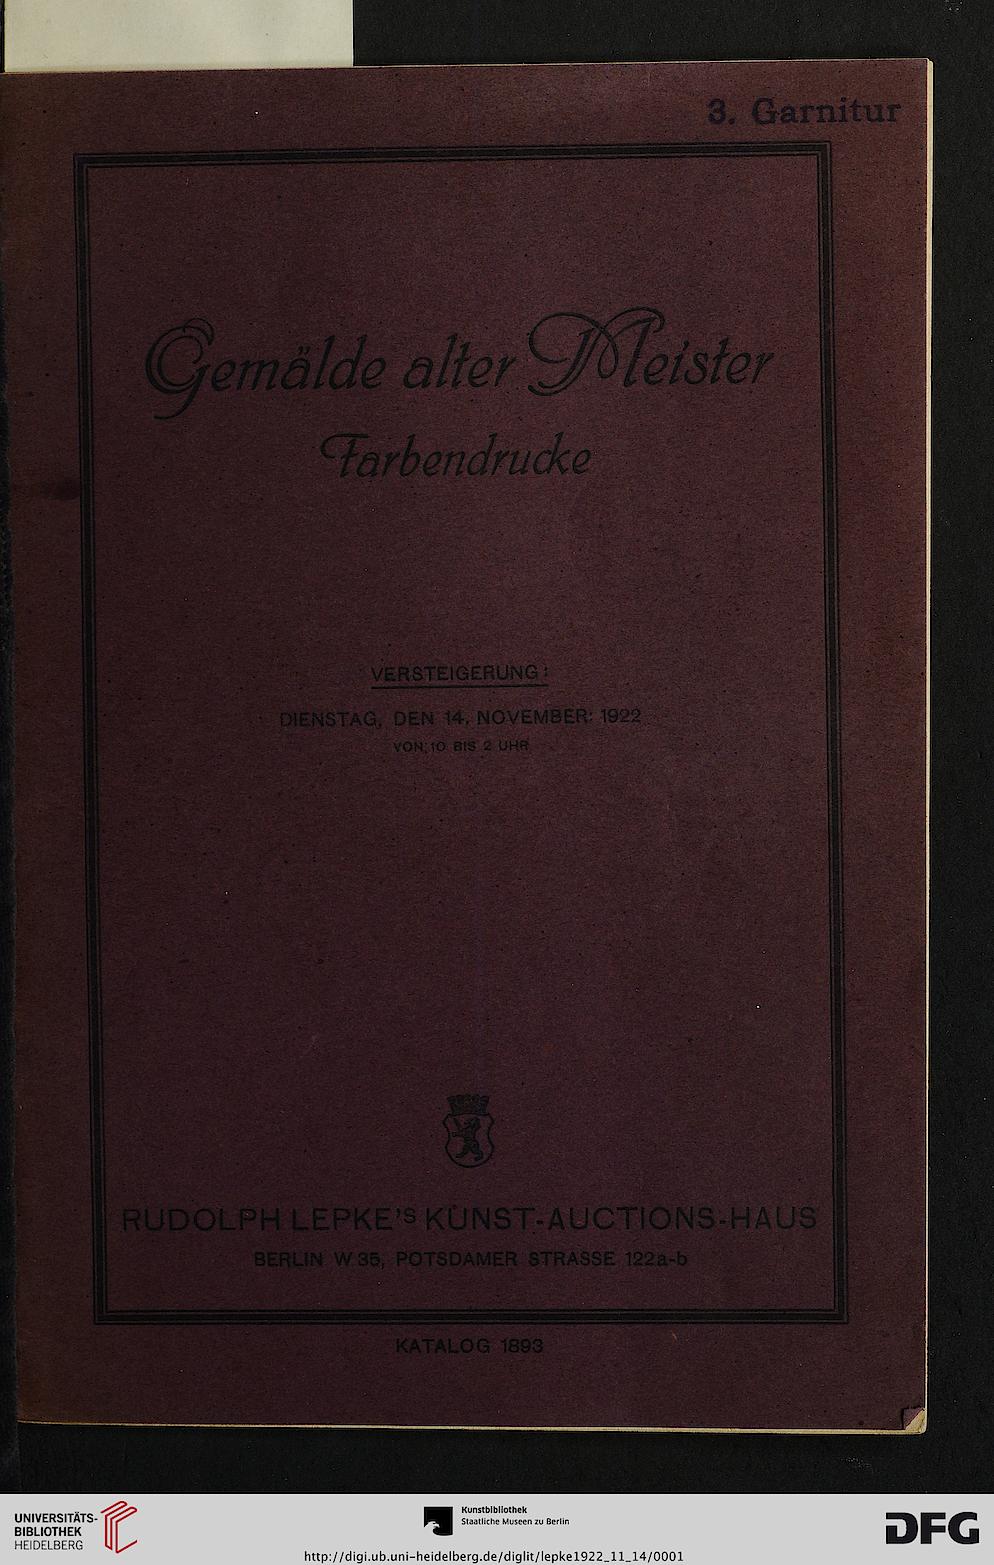 3. Garnitur
Gemälde alter Meister
Farbendrucke
VERSTEIGERUNG:
DIENSTAG, DEN 14. NOVEMBER 1922
VON 10 BIS 2 UHR
RUDOLPH LEPKE'S KUNST-AUCTIONS-HAUS
BERLIN W 35, POTSDAMER STRASSE 122a-b
KATALOG 1893
UNIVERSITÄTS-
BIBLIOTHEK
HEIDELBERG
Kunstbibliothek
Staatliche Museen zu Berlin
DFG
http://digi.ub.uni-heidelberg.de/diglit/lepke1922_11_14/0001